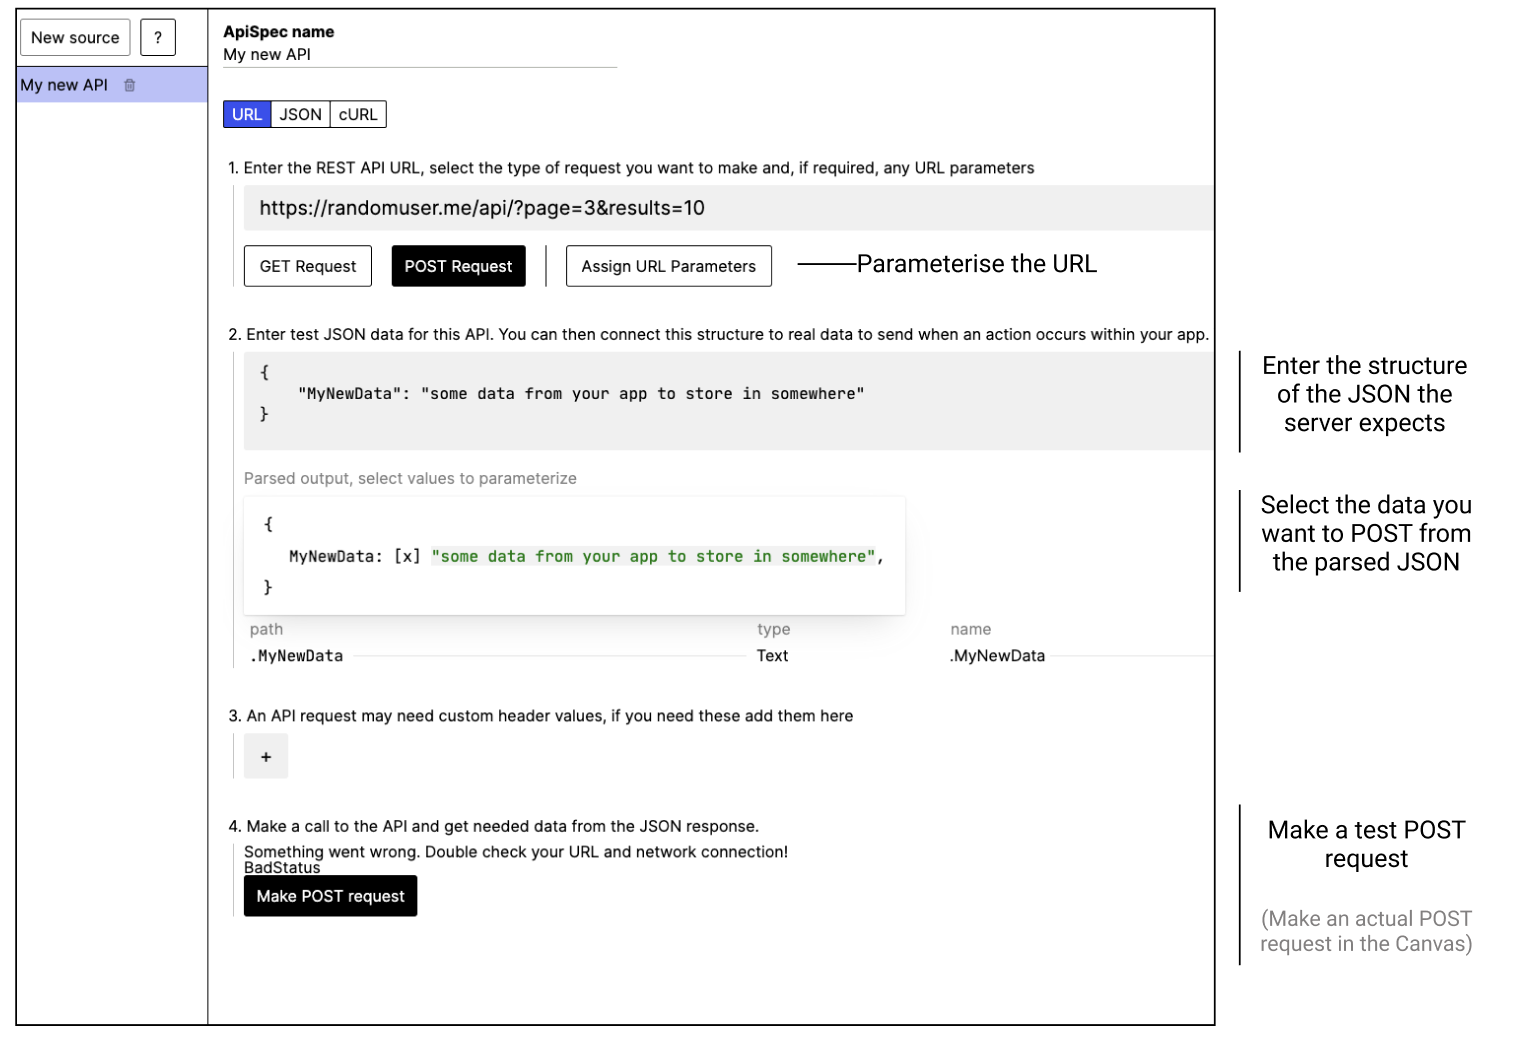 New source
?
My new API
ApiSpec name
My new API
URL
JSON
cURL
1. Enter the REST API URL, select the type of request you want to make and, if required, any URL parameters
https://randomuser.me/api/?page=3&results=10
GET Request
POST Request
Assign URL Parameters
Parameterise the URL
2. Enter test JSON data for this API. You can then connect this structure to real data to send when an action occurs within your app.
{
"MyNewData": "some data from your app to store in somewhere"
}
Enter the structure
of the JSON the
server expects
Parsed output, select values to parameterize
{
MyNewData: [x] "some data from your app to store in somewhere",
}
Select the data you
want to POST from
the parsed JSON
path type name
.MyNewData Text .MyNewData
3. An API request may need custom header values, if you need these add them here
+
4. Make a call to the API and get needed data from the JSON response.
Something went wrong. Double check your URL and network connection!
BadStatus
Make POST request
Make a test POST
request
(Make an actual POST
request in the Canvas)